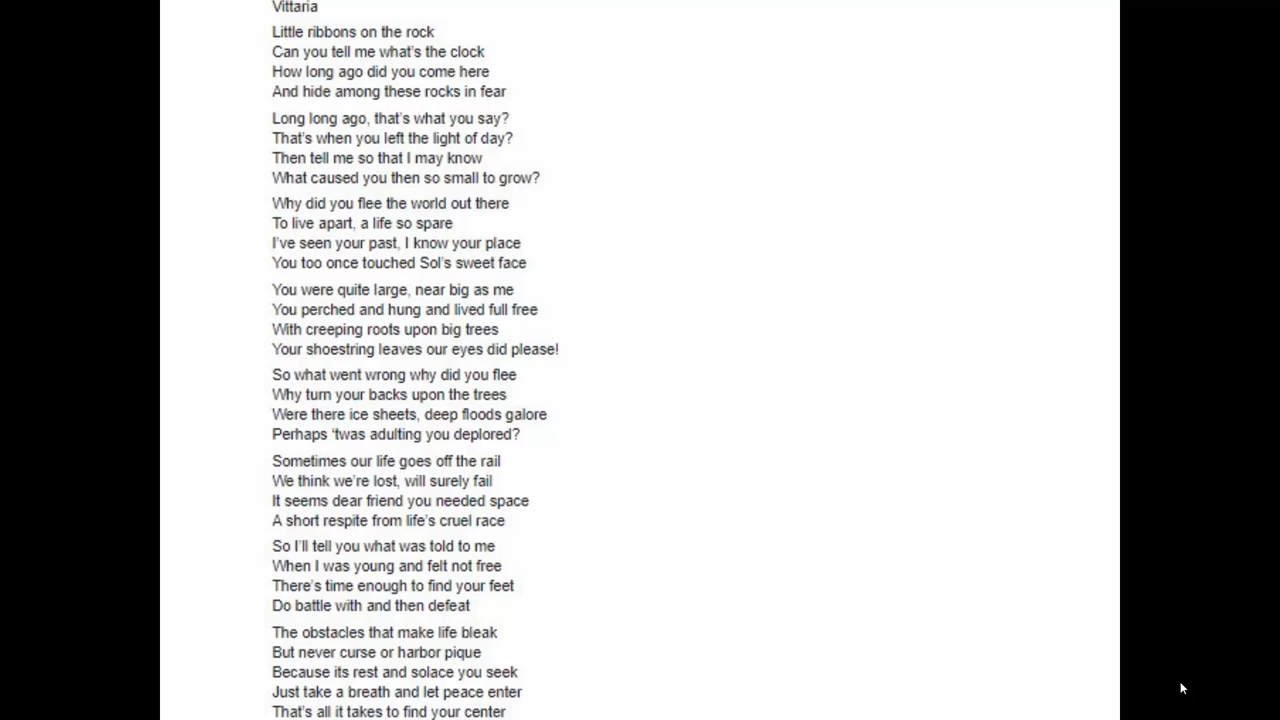 Vittaria
Little ribbons on the rock
Can you tell me what's the clock
How long ago did you come here
And hide among these rocks in fear
Long long ago, that's what you say?
That's when you left the light of day?
Then tell me so that I may know
What caused you then so small to grow?
Why did you flee the world out there
To live apart, a life so spare
I've seen your past, I know your place
You too once touched Sol's sweet face
You were quite large, near big as me
You perched and hung and lived full free
With creeping roots upon big trees
Your shoestring leaves our eyes did please!
So what went wrong why did you flee
Why turn your backs upon the trees
Were there ice sheets, deep floods galore
Perhaps 'twas adulting you deplored?
Sometimes our life goes off the rail
We think we're lost, will surely fail
It seems dear friend you needed space
A short respite from life's cruel race
So I'll tell you what was told to me
When I was young and felt not free
There's time enough to find your feet
Do battle with and then defeat
The obstacles that make life bleak
But never curse or harbor pique
Because its rest and solace you seek
Just take a breath and let peace enter
That's all it takes to find your center